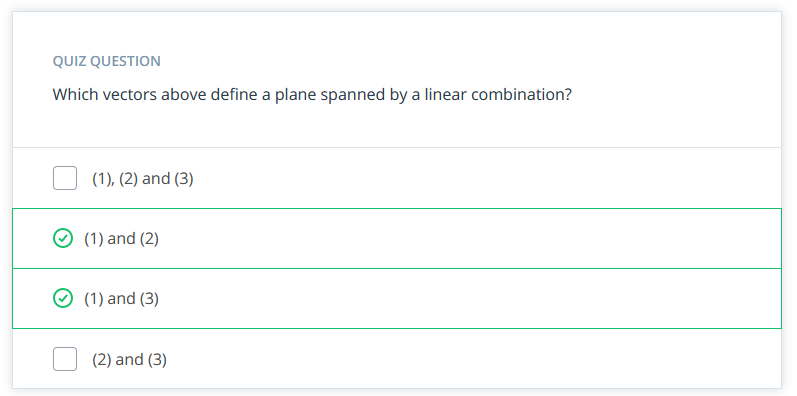 QUIZ QUESTION
Which vectors above define a plane spanned by a linear combination?
(1), (2) and (3)
(1) and (2)
(1) and (3)
(2) and (3)